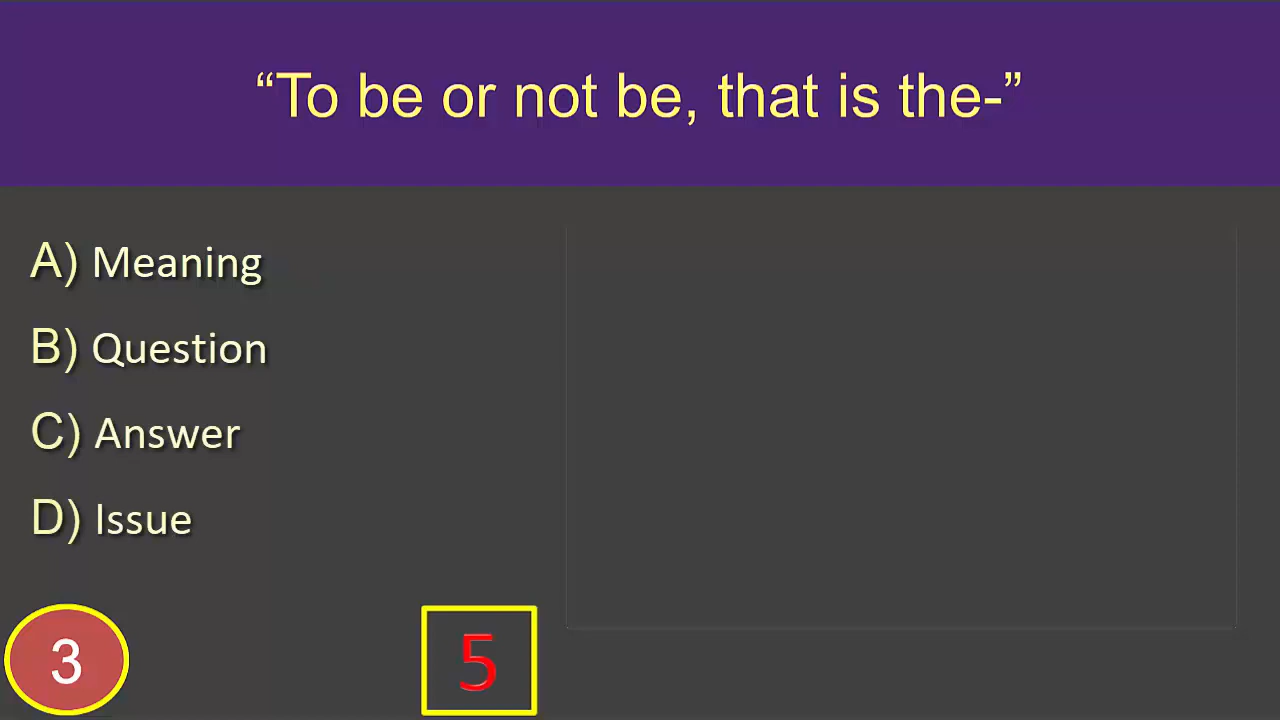 “To be or not be, that is the-”
A) Meaning
B) Question
C) Answer
D) Issue
3
5